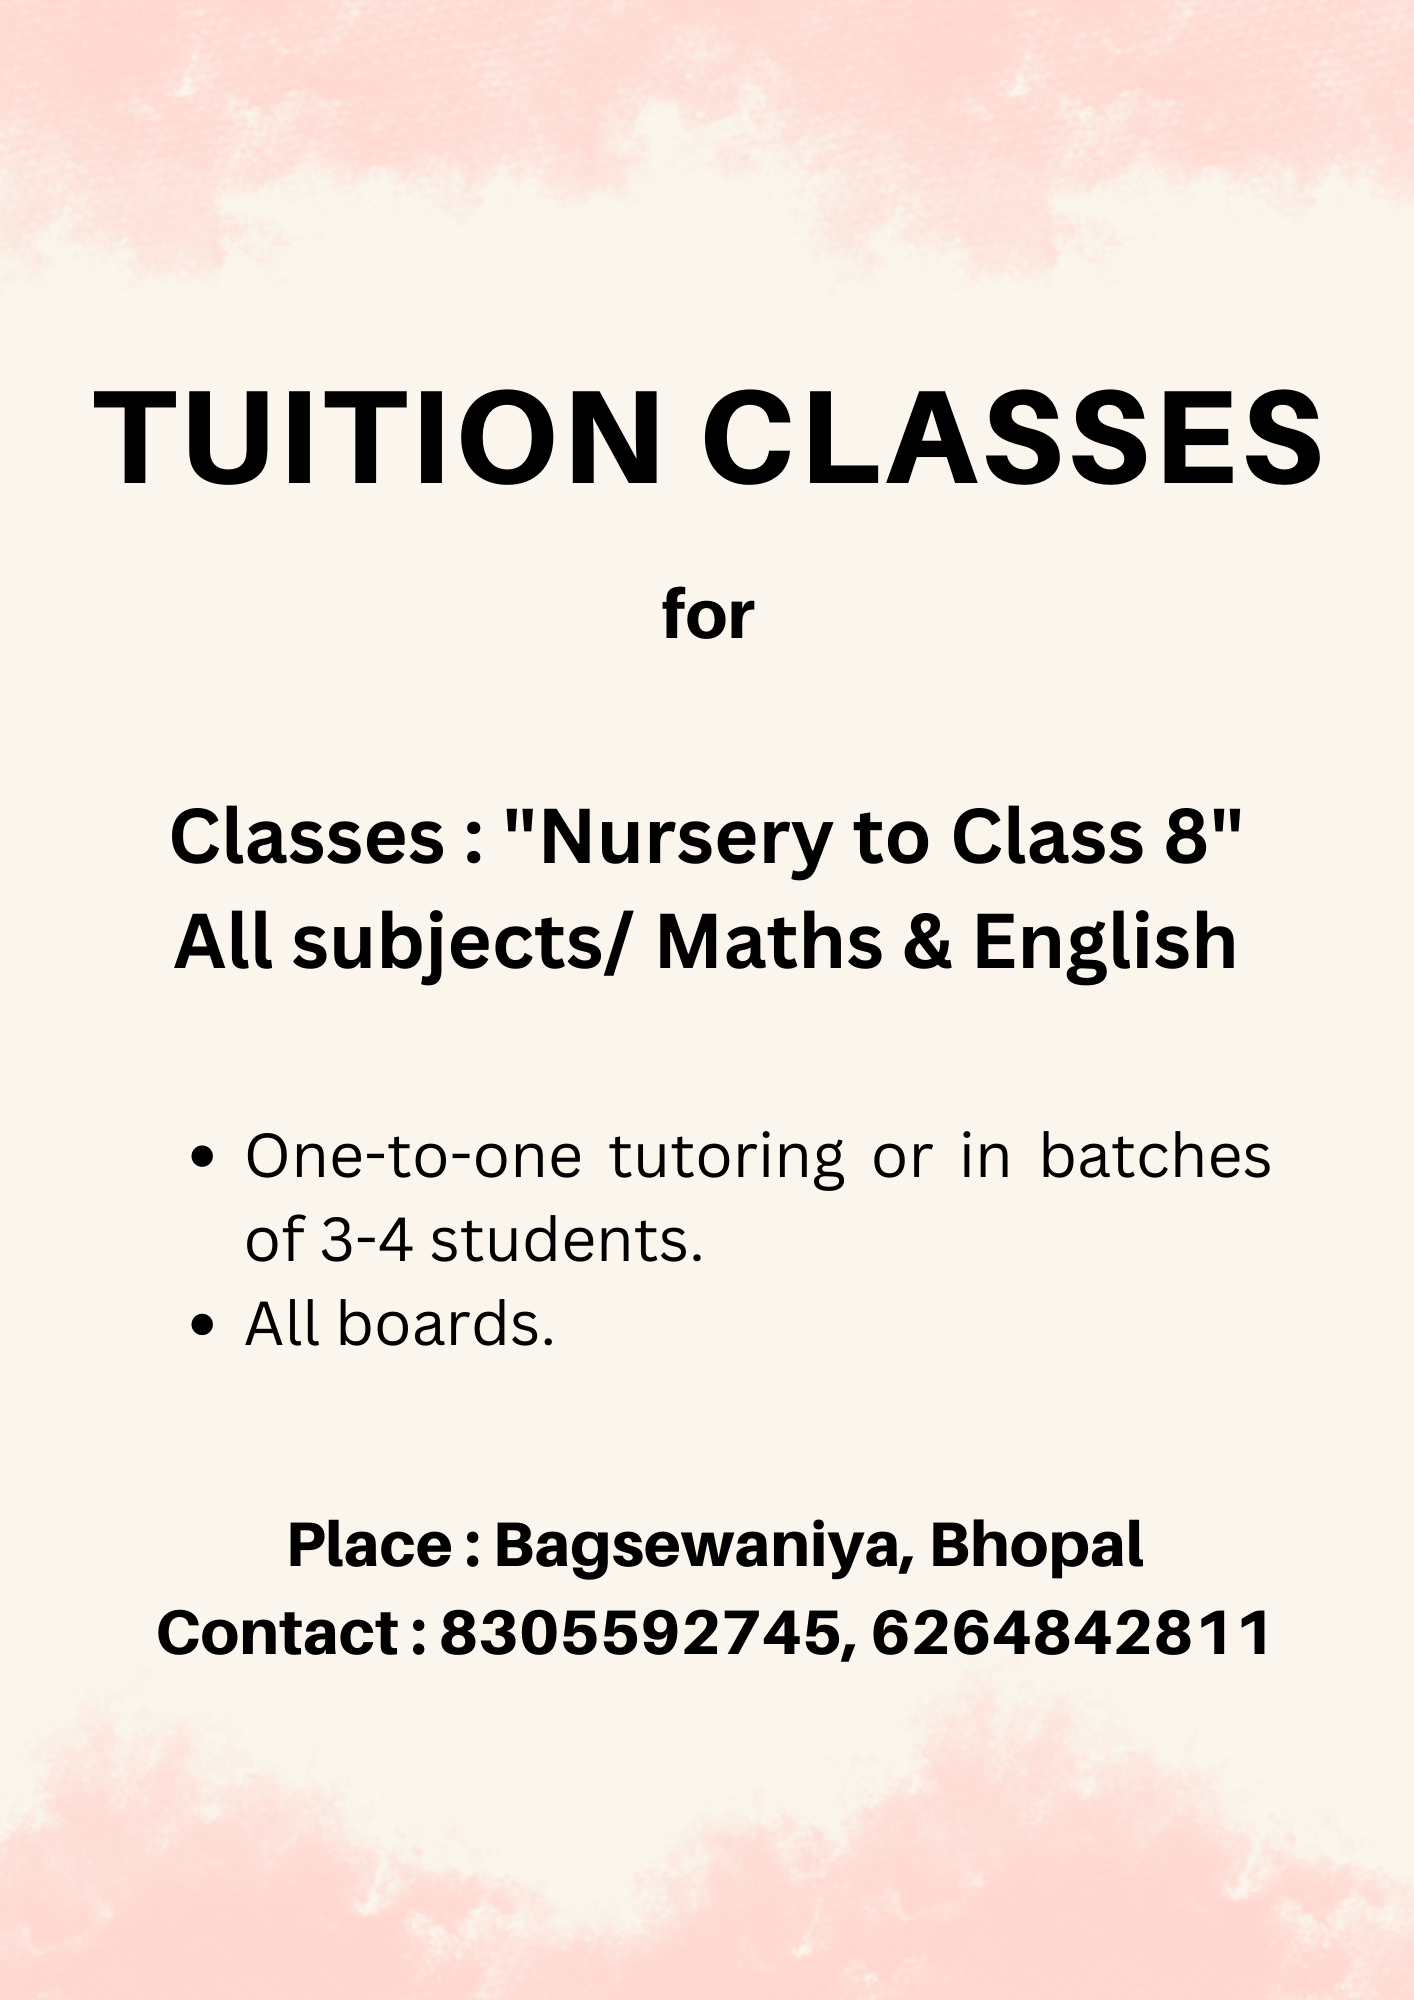 TUITION CLASSES
for
Classes : "Nursery to Class 8"
All subjects/ Maths & English
• One-to-one tutoring or in batches
of 3-4 students.
• All boards.
Place : Bagsewaniya, Bhopal
Contact : 8305592745, 6264842811